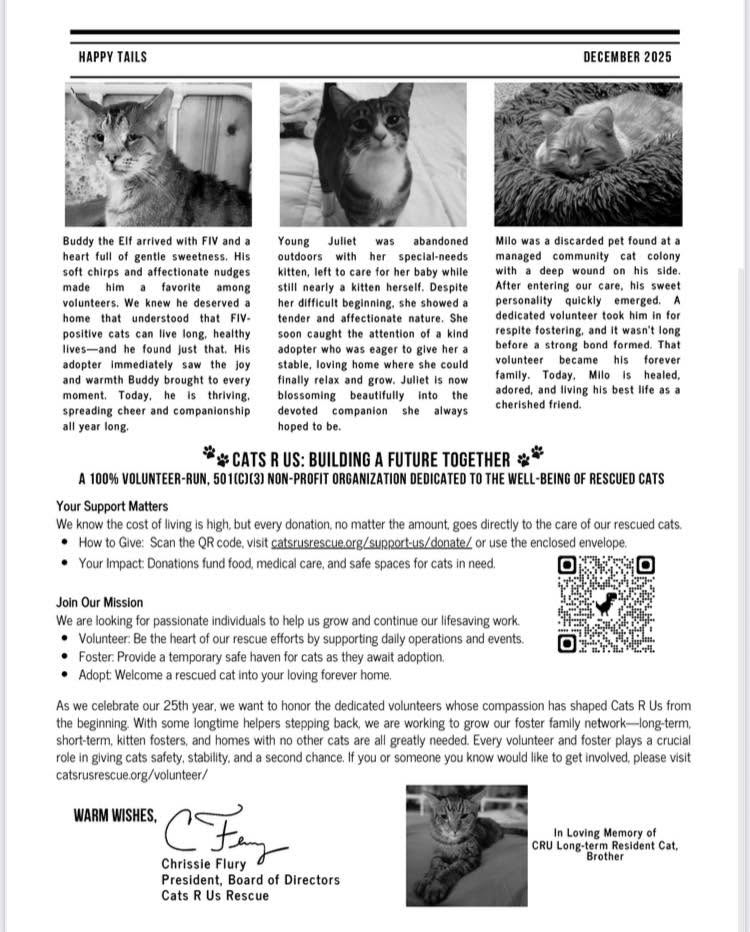 HAPPY TAILS
DECEMBER 2025
Buddy the Elf arrived with FIV and a
heart full of gentle sweetness. His
soft chirps and affectionate nudges
made him a favorite among
volunteers. We knew he deserved a
home that understood that FIV-
positive cats can live long, healthy
lives—and he found just that. His
adopter immediately saw the joy
and warmth Buddy brought to every
moment. Today, he is thriving,
spreading cheer and companionship
all year long.
Young Juliet was abandoned
outdoors with her special-needs
kitten, left to care for her baby while
still nearly a kitten herself. Despite
her difficult beginning, she showed a
tender and affectionate nature. She
soon caught the attention of a kind
adopter who was eager to give her a
stable, loving home where she could
finally relax and grow. Juliet is now
blossoming beautifully into the
devoted companion she always
hoped to be.
Milo was a discarded pet found at a
managed community cat colony
with a deep wound on his side.
After entering our care, his sweet
personality quickly emerged. A
dedicated volunteer took him in for
respite fostering, and it wasn't long
before a strong bond formed. That
volunteer became his forever
family. Today, Milo is healed,
adored, and living his best life as a
cherished friend.
CATS R US: BUILDING A FUTURE TOGETHER
A 100% VOLUNTEER-RUN, 501(C)(3) NON-PROFIT ORGANIZATION DEDICATED TO THE WELL-BEING OF RESCUED CATS
Your Support Matters
We know the cost of living is high, but every donation, no matter the amount, goes directly to the care of our rescued cats.
• How to Give: Scan the QR code, visit catsrusrescue.org/support-us/donate/ or use the enclosed envelope.
• Your Impact: Donations fund food, medical care, and safe spaces for cats in need.
Join Our Mission
We are looking for passionate individuals to help us grow and continue our lifesaving work.
• Volunteer: Be the heart of our rescue efforts by supporting daily operations and events.
• Foster: Provide a temporary safe haven for cats as they await adoption.
• Adopt: Welcome a rescued cat into your loving forever home.
As we celebrate our 25th year, we want to honor the dedicated volunteers whose compassion has shaped Cats R Us from
the beginning. With some longtime helpers stepping back, we are working to grow our foster family network—long-term,
short-term, kitten fosters, and homes with no other cats are all greatly needed. Every volunteer and foster plays a crucial
role in giving cats safety, stability, and a second chance. If you or someone you know would like to get involved, please visit
catsrusrescue.org/volunteer/
WARM WISHES,
C Flury
Chrissie Flury
President, Board of Directors
Cats R Us Rescue
In Loving Memory of
CRU Long-term Resident Cat,
Brother